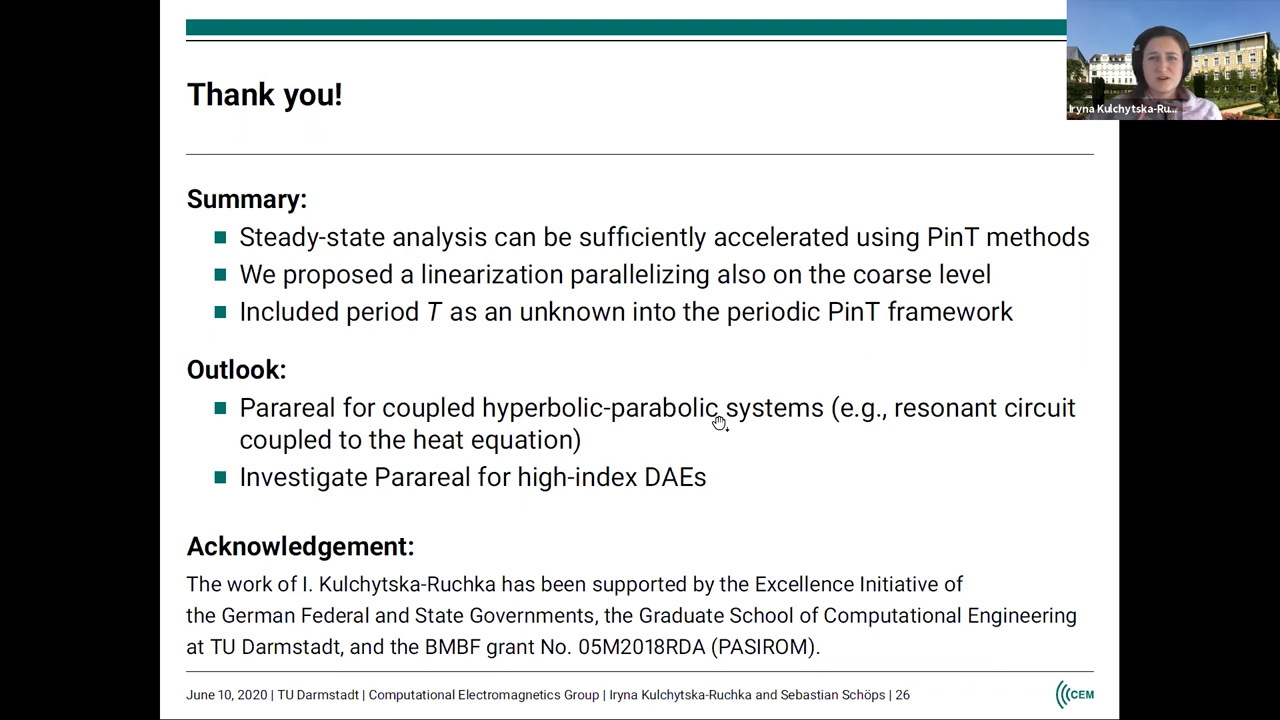 Thank you!
Iryna Kulchytska-Ru...
Summary:
Steady-state analysis can be sufficiently accelerated using PinT methods
We proposed a linearization parallelizing also on the coarse level
Included period T as an unknown into the periodic PinT framework
Outlook:
Parareal for coupled hyperbolic-parabolic systems (e.g., resonant circuit
coupled to the heat equation)
Investigate Parareal for high-index DAEs
Acknowledgement:
The work of I. Kulchytska-Ruchka has been supported by the Excellence Initiative of
the German Federal and State Governments, the Graduate School of Computational Engineering
at TU Darmstadt, and the BMBF grant No. 05M2018RDA (PASIROM).
June 10, 2020 | TU Darmstadt | Computational Electromagnetics Group | Iryna Kulchytska-Ruchka and Sebastian Schöps | 26
CEM